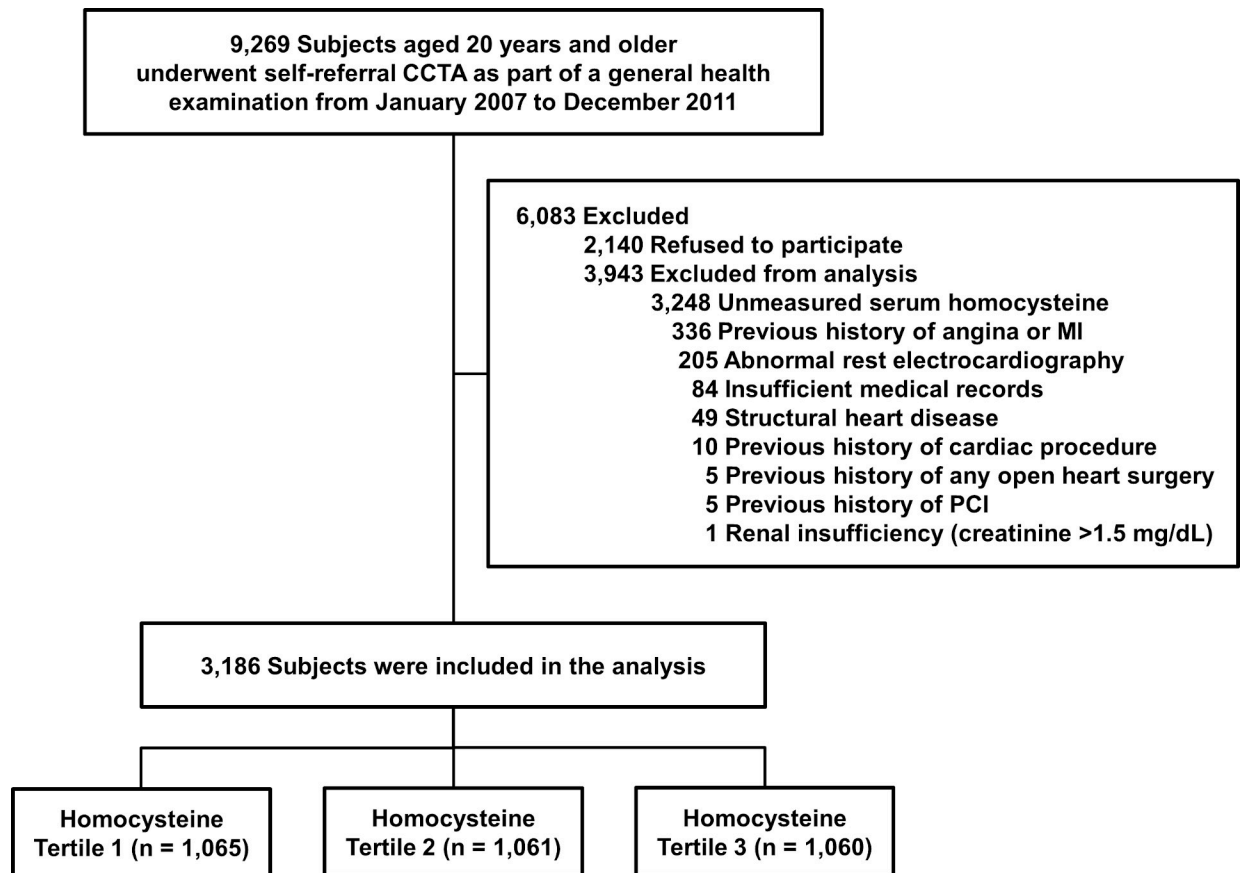 9,269 Subjects aged 20 years and older
underwent self-referral CCTA as part of a general health
examination from January 2007 to December 2011
6,083 Excluded
2,140 Refused to participate
3,943 Excluded from analysis
3,248 Unmeasured serum homocysteine
336 Previous history of angina or MI
205 Abnormal rest electrocardiography
84 Insufficient medical records
49 Structural heart disease
10 Previous history of cardiac procedure
5 Previous history of any open heart surgery
5 Previous history of PCI
1 Renal insufficiency (creatinine >1.5 mg/dL)
3,186 Subjects were included in the analysis
Homocysteine
Tertile 1 (n = 1,065)
Homocysteine
Tertile 2 (n = 1,061)
Homocysteine
Tertile 3 (n = 1,060)